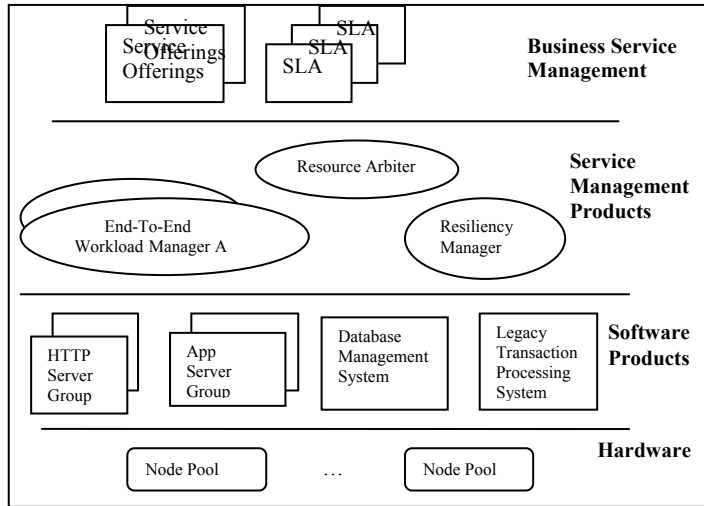 Service
Offerings
Service
Offerings
SLA
SLA
SLA
Business Service
Management
Resource Arbiter
Service
Management
Products
End-To-End
Workload Manager A
Resiliency
Manager
HTTP
Server
Group
App
Server
Group
Database
Management
System
Legacy
Transaction
Processing
System
Software
Products
Hardware
Node Pool
…
Node Pool